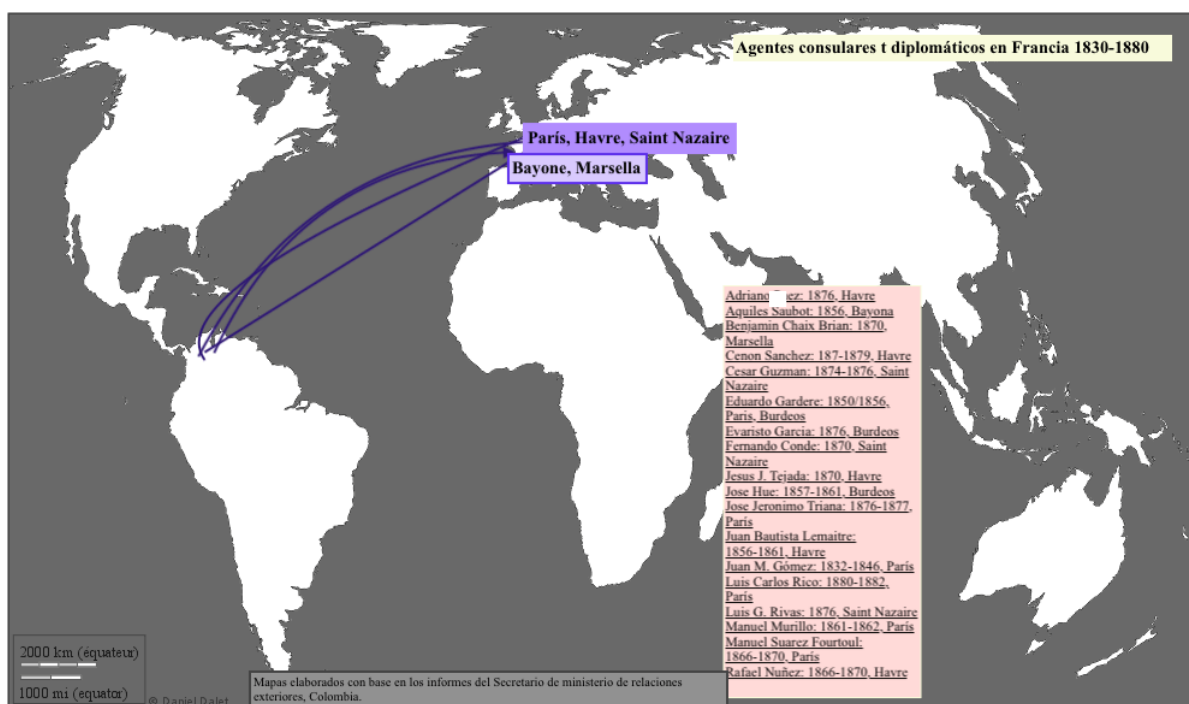 Agentes consulares t diplomáticos en Francia 1830-1880
París, Havre, Saint Nazaire
Bayone, Marsella
Adriano ez: 1876, Havre
Aquiles Saubot: 1856, Bayona
Benjamin Chaix Brian: 1870,
Marsella
Cenon Sanchez: 187-1879, Havre
Cesar Guzman: 1874-1876, Saint
Nazaire
Eduardo Gardere: 1850/1856,
Paris, Burdeos
Evaristo Garcia: 1876, Burdeos
Fernando Conde: 1870, Saint
Nazaire
Jesus J. Tejada: 1870, Havre
Jose Hue: 1857-1861, Burdeos
Jose Jeronimo Triana: 1876-1877,
París
Juan Bautista Lemaitre:
1856-1861, Havre
Juan M. Gómez: 1832-1846, París
Luis Carlos Rico: 1880-1882,
París
Luis G. Rivas: 1876, Saint Nazaire
Manuel Murillo: 1861-1862, París
Manuel Suarez Fourtoul:
1866-1870, París
Rafael Nuñez: 1866-1870, Havre
2000 km (équateur)
1000 mi (equator)
© Daniel Dalet
Mapas elaborados con base en los informes del Secretario de ministerio de relaciones
exteriores, Colombia.